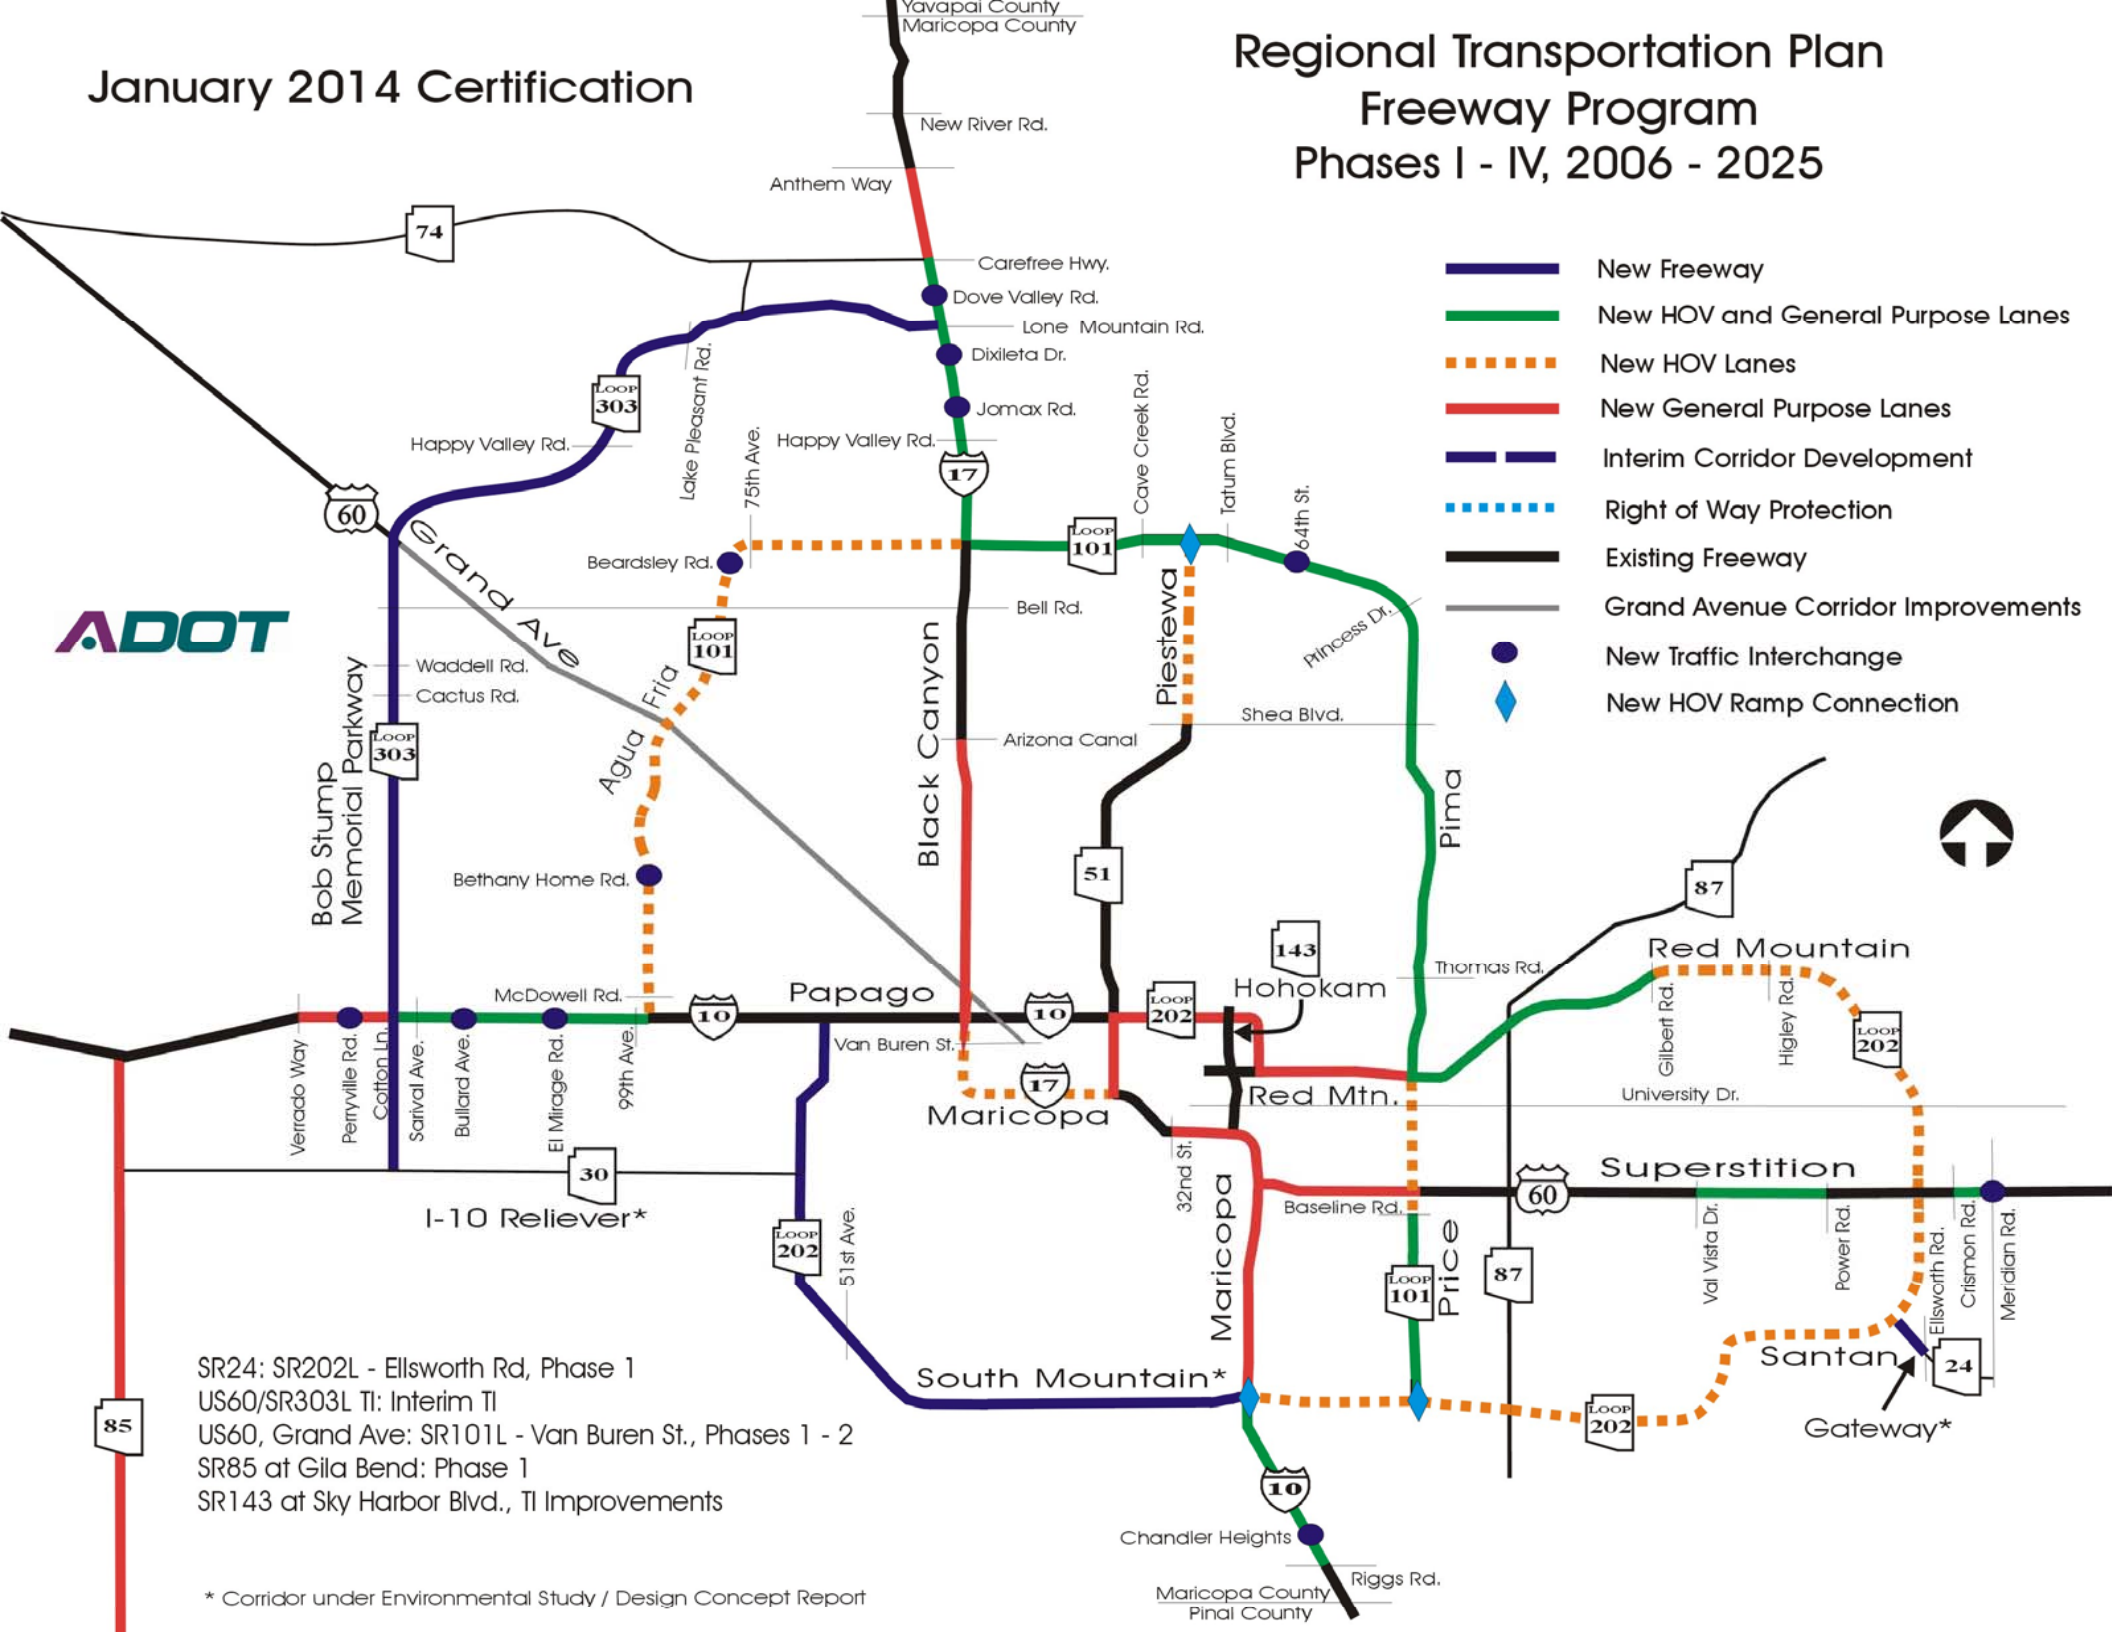 Yavapai County
Maricopa County
January 2014 Certification
Regional Transportation Plan
Freeway Program
Phases I - IV, 2006 - 2025
New River Rd.
Anthem Way
74
Carefree Hwy.
Dove Valley Rd.
Lone Mountain Rd.
Dixileta Dr.
Jomax Rd.
Happy Valley Rd.
17
New Freeway
New HOV and General Purpose Lanes
New HOV Lanes
New General Purpose Lanes
Interim Corridor Development
Right of Way Protection
Existing Freeway
Grand Avenue Corridor Improvements
New Traffic Interchange
New HOV Ramp Connection
Lake Pleasant Rd.
LOOP
303
Happy Valley Rd.
75th Ave.
Cave Creek Rd.
Tatum Blvd.
64th St.
60
Grand Ave
Beardsley Rd.
LOOP
101
Bell Rd.
Piestewa
Princess Dr.
ADOT
LOOP
101
Waddell Rd.
Cactus Rd.
Agua Fria
Black Canyon
Shea Blvd.
Arizona Canal
LOOP
303
Bob Stump
Memorial Parkway
Pima
51
87
Bethany Home Rd.
143
Hohokam
Thomas Rd.
Red Mountain
McDowell Rd.
10
Papago
10
LOOP
202
Gilbert Rd.
Higley Rd.
LOOP
202
Van Buren St.
17
Maricopa
Red Mtn.
University Dr.
Verrado Way
Perryville Rd.
Cotton Ln.
Sarival Ave.
Bullard Ave.
El Mirage Rd.
99th Ave.
30
I-10 Reliever*
32nd St.
Maricopa
Baseline Rd.
60
Superstition
LOOP
202
51st Ave.
LOOP
101
Price
87
Val Vista Dr.
Power Rd.
Ellsworth Rd.
Crismon Rd.
Meridian Rd.
South Mountain*
Santan
24
Gateway*
LOOP
202
85
SR24: SR202L - Ellsworth Rd, Phase 1
US60/SR303L TI: Interim TI
US60, Grand Ave: SR101L - Van Buren St., Phases 1 - 2
SR85 at Gila Bend: Phase 1
SR143 at Sky Harbor Blvd., TI Improvements
10
Chandler Heights
Riggs Rd.
Maricopa County
Pinal County
* Corridor under Environmental Study / Design Concept Report